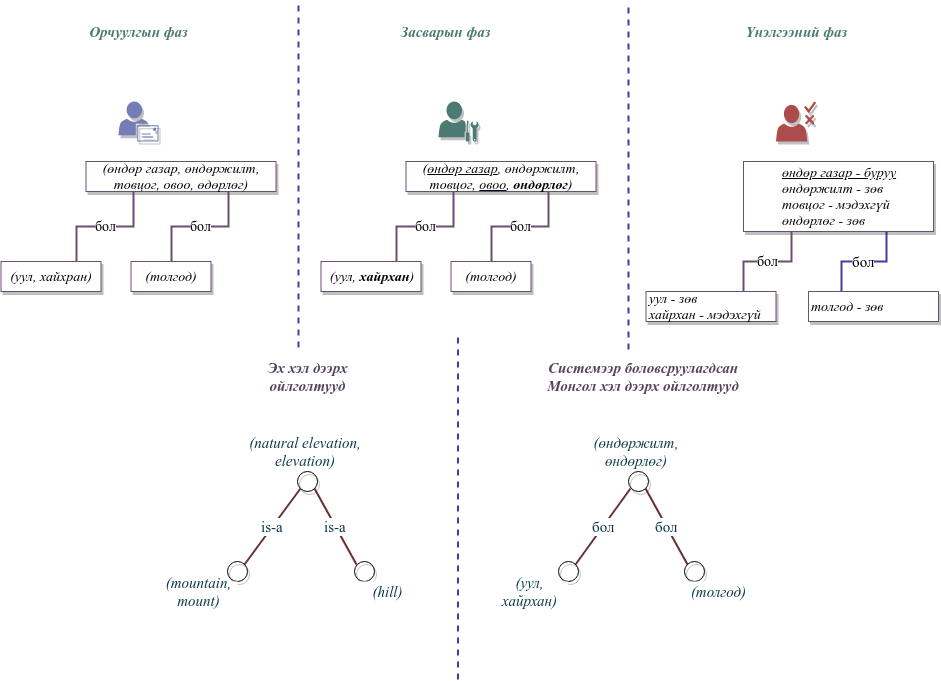 Орчуулгын фаз
Засварын фаз
Үнэлгээний фаз
(өндөр газар, өндөржилт,
товцог, овоо, өдөрлөг)
бол
бол
(уул, хайхран)
(толгод)
(өндөр газар, өндөржилт,
товцог, овоо, өндөрлөг)
бол
бол
(уул, хайрхан)
(толгод)
өндөр газар - буруу
өндөржилт - зөв
товцог - мэдэхгүй
өндөрлөг - зөв
бол
бол
уул - зөв
хайрхан - мэдэхгүй
толгод - зөв
Эх хэл дээрх
ойлголтууд
(natural elevation,
elevation)
is-a
is-a
(mountain,
mount)
(hill)
Системээр боловсруулагдсан
Монгол хэл дээрх ойлголтууд
(өндөржилт,
өндөрлөг)
бол
бол
(уул,
хайрхан)
(толгод)